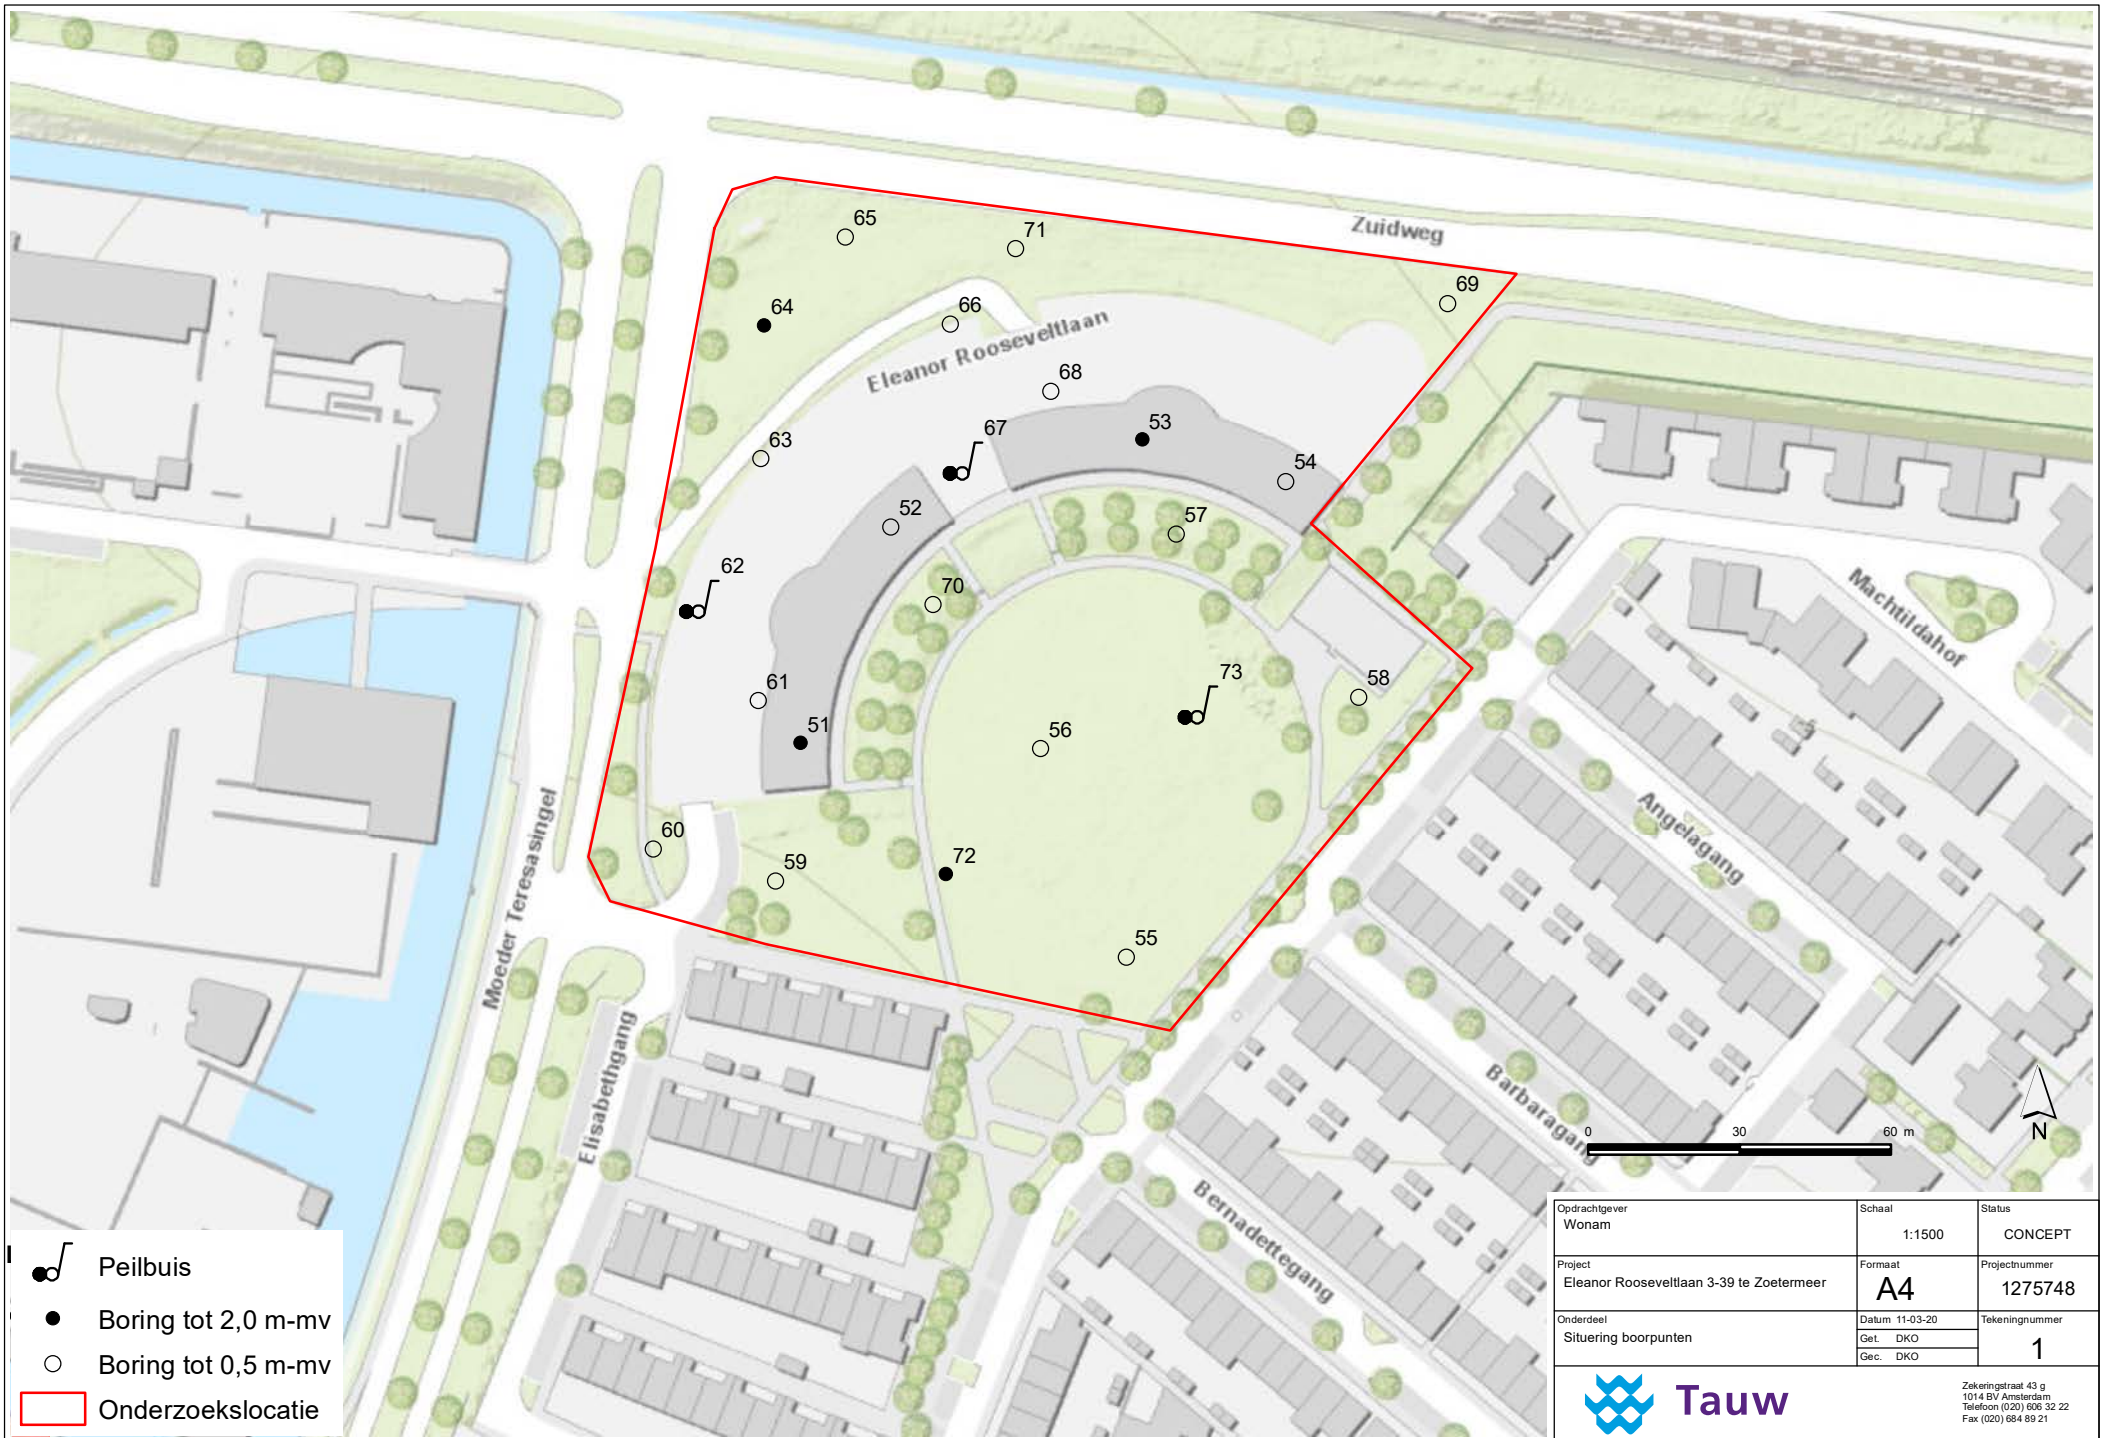 Zuidweg
65
71
69
64
66
Eleanor Rooseveltlaan
68
53
67
63
54
52
57
62
70
Machtildahof
73
58
61
51
56
Angelagang
60
59
72
Moeder Teresasingel
55
Elisabethgang
Barbaragang
Bernadettegang
0 30 60 m
N
Peilbuis
Boring tot 2,0 m-mv
Boring tot 0,5 m-mv
Onderzoekslocatie
Opdrachtgever
Wonam
Schaal
1:1500
Status
CONCEPT
Project
Eleanor Rooseveltlaan 3-39 te Zoetermeer
Formaat
A4
Projectnummer
1275748
Onderdeel
Situering boorpunten
Datum 11-03-20
Get. DKO
Gec. DKO
Tekeningnummer
1
Tauw
Zekeringstraat 43 g
1014 BV Amsterdam
Telefoon (020) 606 32 22
Fax (020) 684 89 21